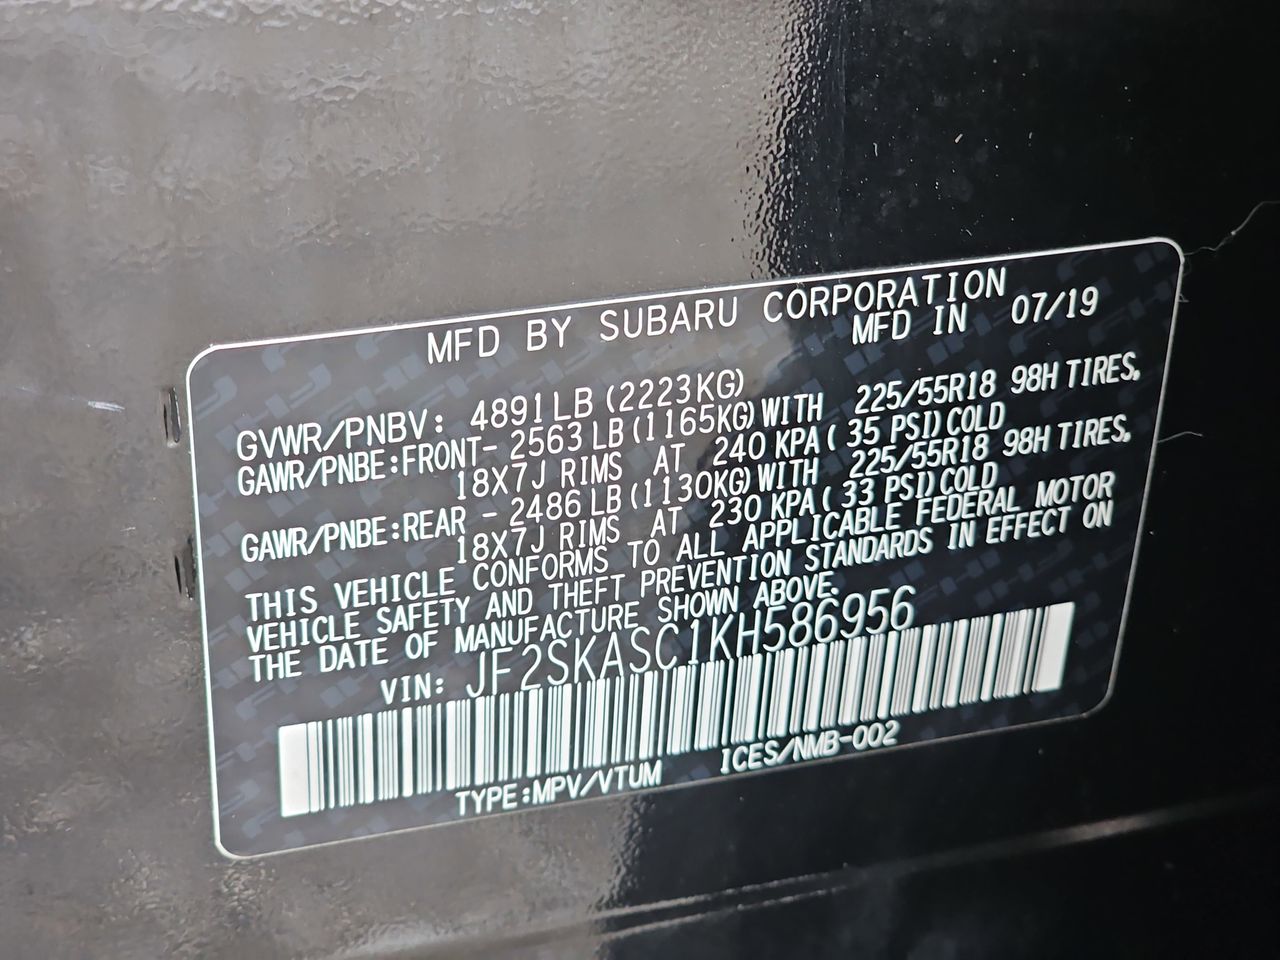 MFD BY SUBARU CORPORATION
MFD IN 07/19
GVWR/PNBV: 4891LB (2223KG)
GAWR/PNBE:FRONT- 2563LB (1165KG) WITH 225/55R18 98H TIRES.
18X7J RIMS AT 240 KPA ( 35 PSI) COLD
GAWR/PNBE:REAR - 2486LB (1130KG) WITH 225/55R18 98H TIRES.
18X7J RIMS AT 230 KPA ( 33 PSI) COLD
THIS VEHICLE CONFORMS TO ALL APPLICABLE FEDERAL MOTOR
VEHICLE SAFETY AND THEFT PREVENTION STANDARDS IN EFFECT ON
THE DATE OF MANUFACTURE SHOWN ABOVE.
VIN: JF2SKASC1KH586956
TYPE:MPV/VTUM ICES/NMB-002